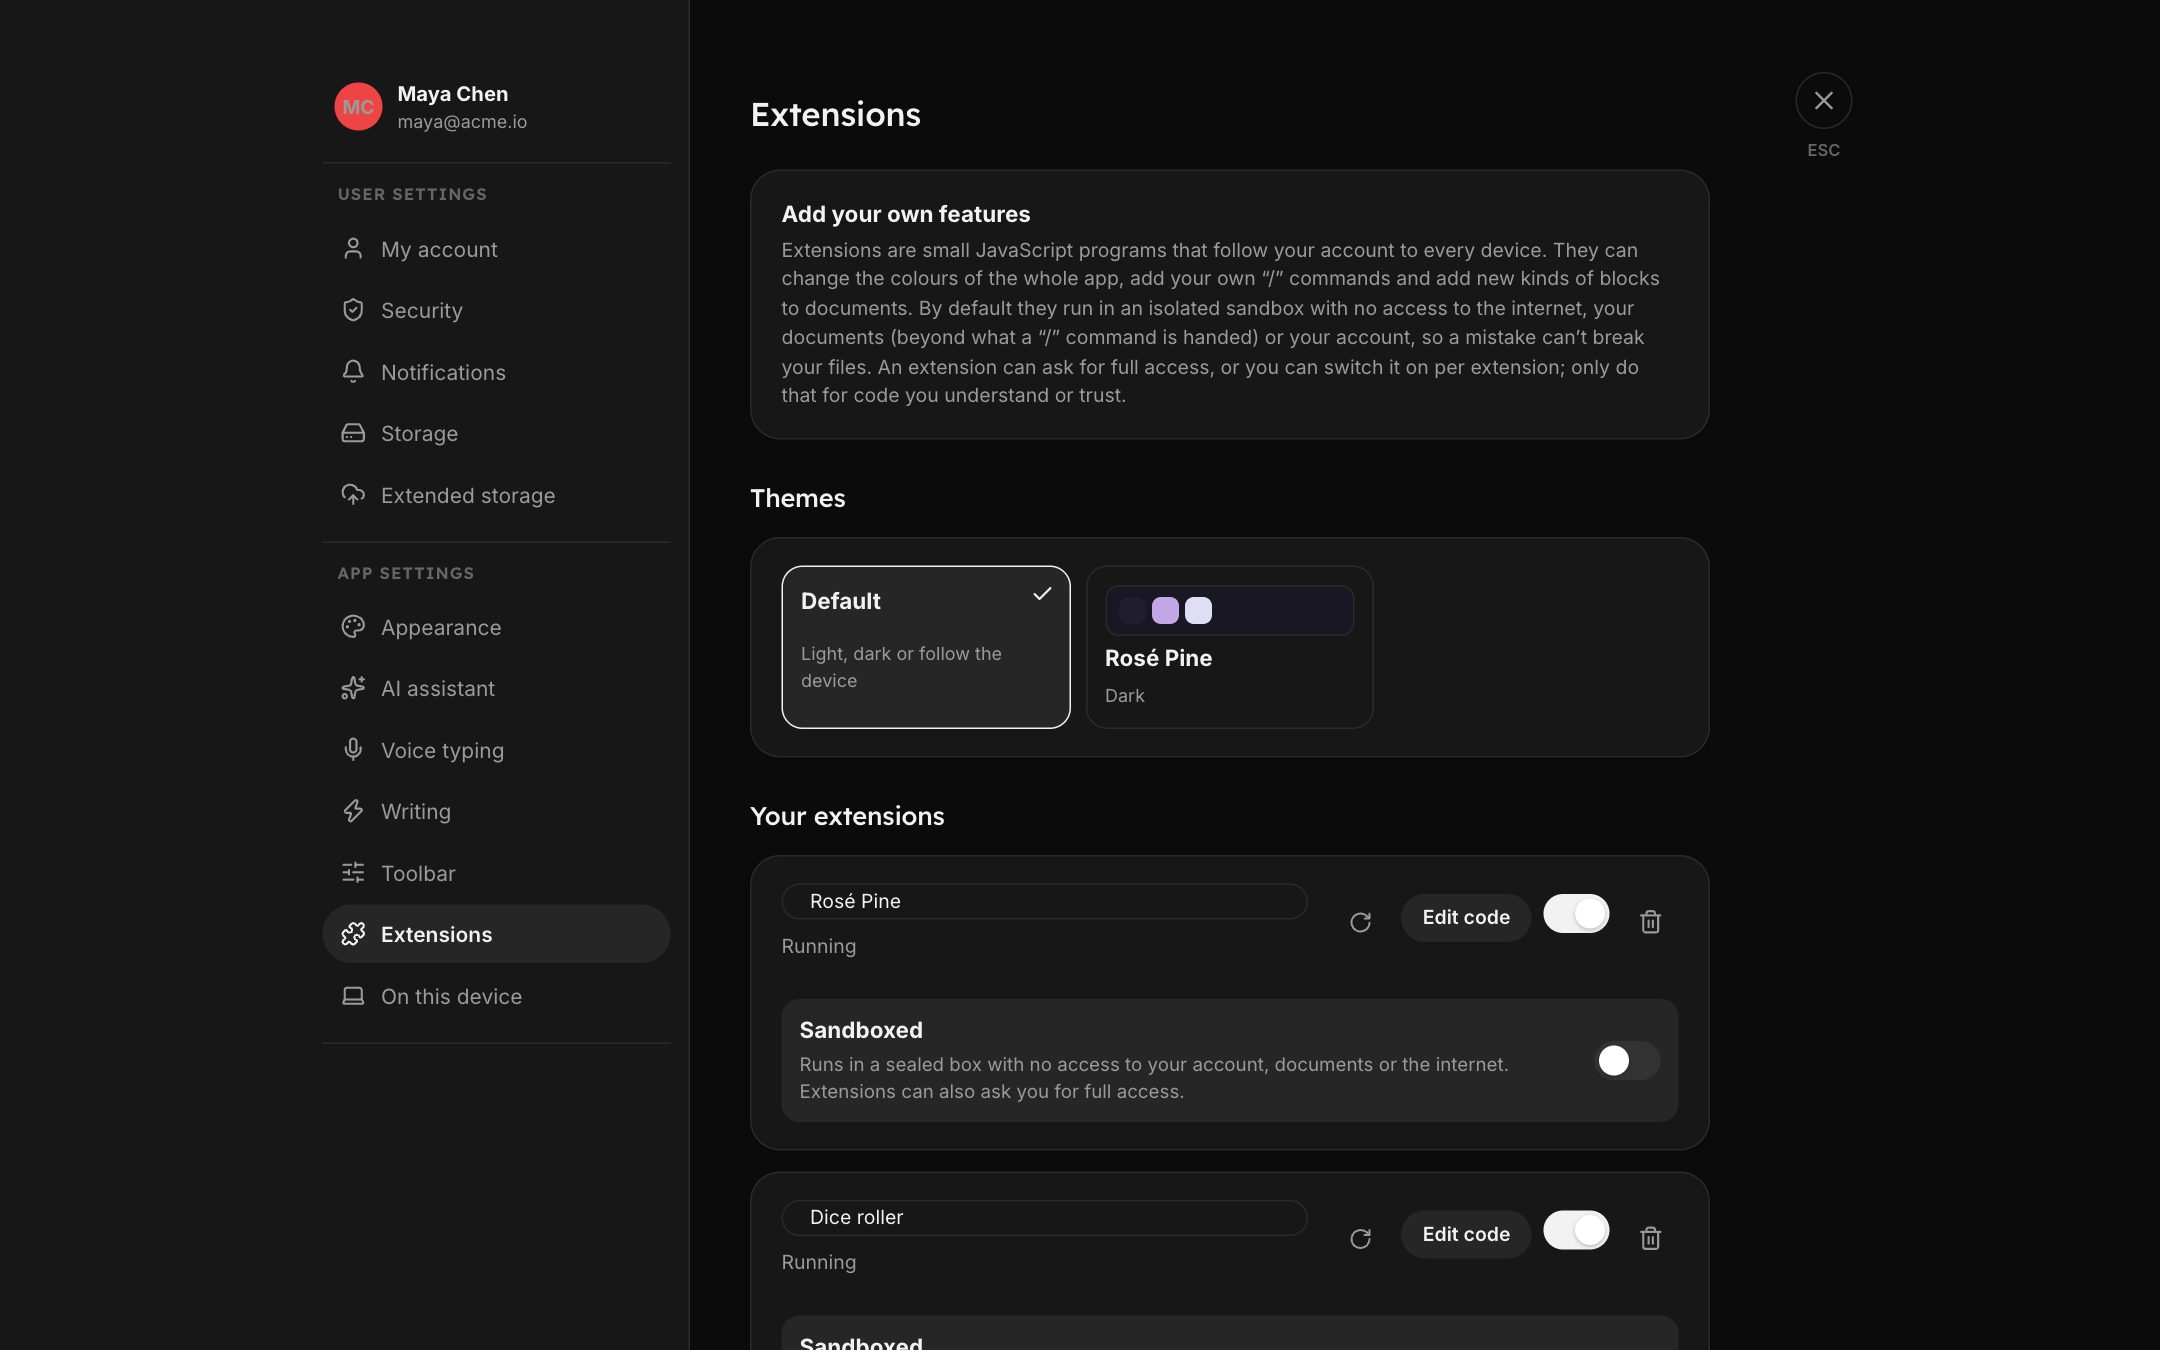 MC
Maya Chen
maya@acme.io
USER SETTINGS
My account
Security
Notifications
Storage
Extended storage
APP SETTINGS
Appearance
AI assistant
Voice typing
Writing
Toolbar
Extensions
On this device
Extensions
ESC
Add your own features
Extensions are small JavaScript programs that follow your account to every device. They can
change the colours of the whole app, add your own “/” commands and add new kinds of blocks
to documents. By default they run in an isolated sandbox with no access to the internet, your
documents (beyond what a “/” command is handed) or your account, so a mistake can’t break
your files. An extension can ask for full access, or you can switch it on per extension; only do
that for code you understand or trust.
Themes
Default
Light, dark or follow the
device
Rosé Pine
Dark
Your extensions
Rosé Pine
Edit code
Running
Sandboxed
Runs in a sealed box with no access to your account, documents or the internet.
Extensions can also ask you for full access.
Dice roller
Edit code
Running
Sandboxed